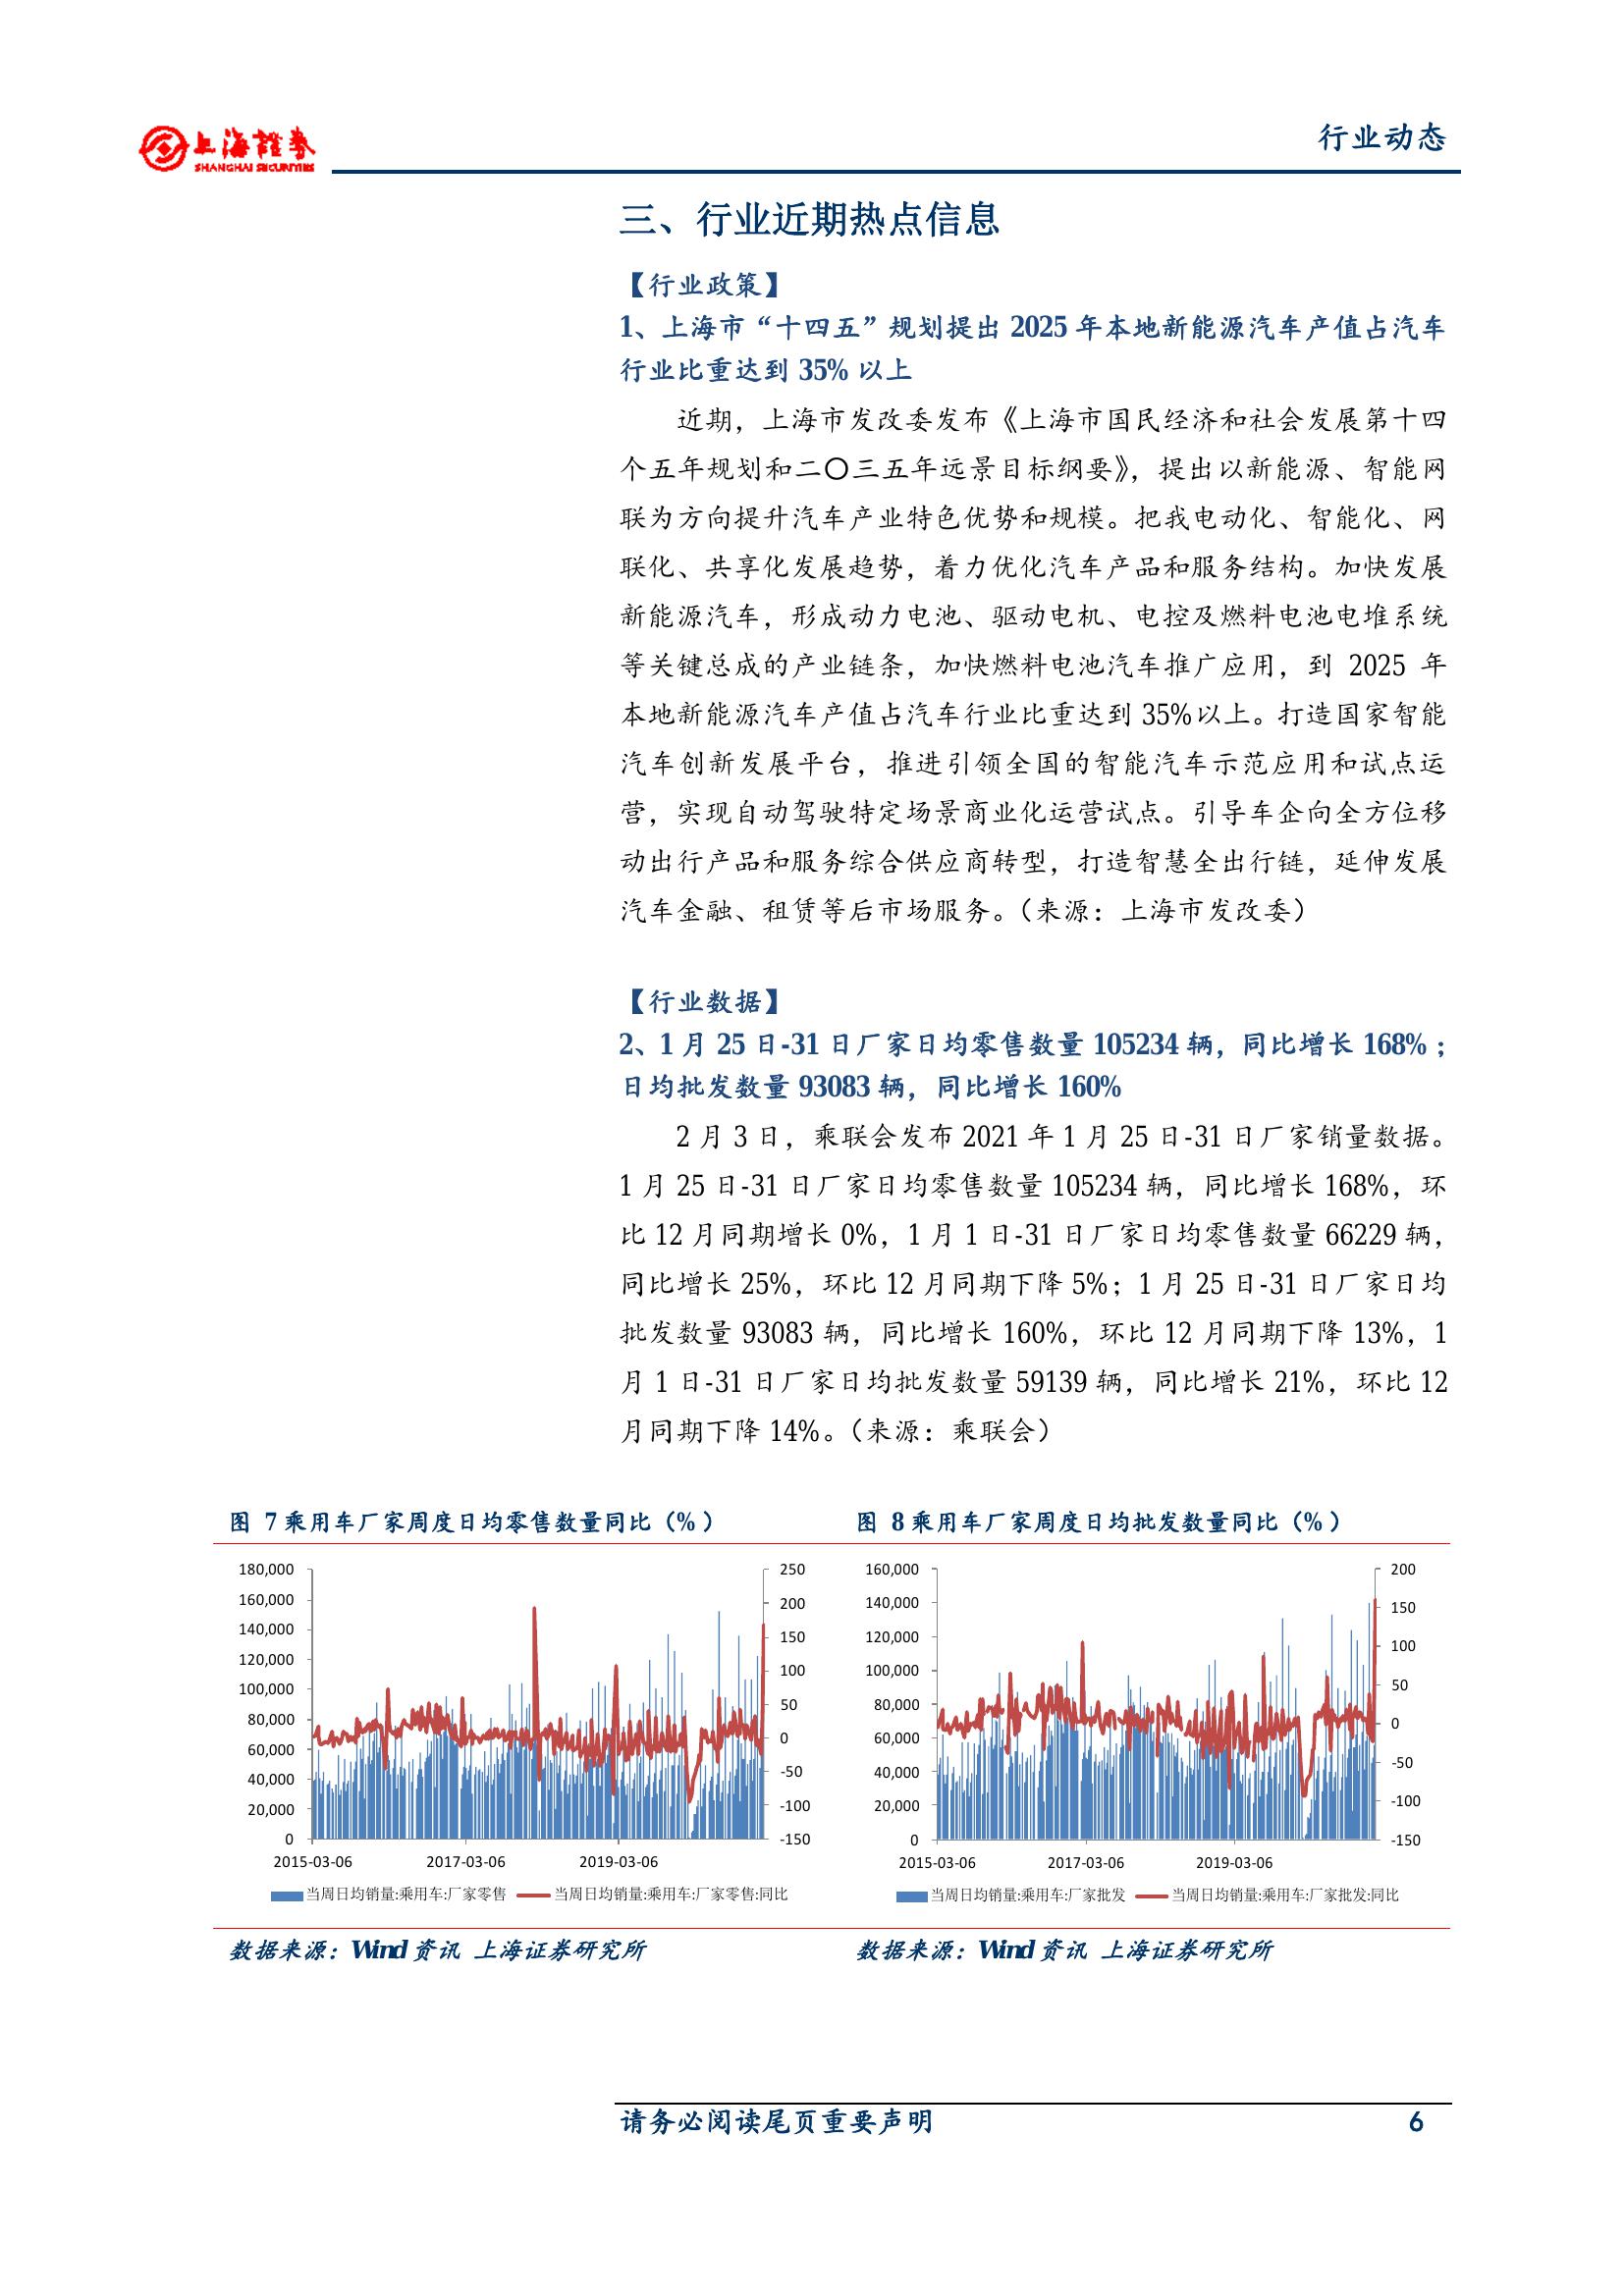 上海證券
SHANGHAI SECURITIES
行业动态
三、行业近期热点信息
【行业政策】
1、上海市“十四五”规划提出 2025 年本地新能源汽车产值占汽车
行业比重达到 35% 以上
近期，上海市发改委发布《上海市国民经济和社会发展第十四
个五年规划和二〇三五年远景目标纲要》，提出以新能源、智能网
联为方向提升汽车产业特色优势和规模。把我电动化、智能化、网
联化、共享化发展趋势，着力优化汽车产品和服务结构。加快发展
新能源汽车，形成动力电池、驱动电机、电控及燃料电池电堆系统
等关键总成的产业链条，加快燃料电池汽车推广应用，到 2025 年
本地新能源汽车产值占汽车行业比重达到 35%以上。打造国家智能
汽车创新发展平台，推进引领全国的智能汽车示范应用和试点运
营，实现自动驾驶特定场景商业化运营试点。引导车企向全方位移
动出行产品和服务综合供应商转型，打造智慧全出行链，延伸发展
汽车金融、租赁等后市场服务。（来源：上海市发改委）
【行业数据】
2、1 月 25 日-31 日厂家日均零售数量 105234 辆，同比增长 168%；
日均批发数量 93083 辆，同比增长 160%
2 月 3 日，乘联会发布 2021 年 1 月 25 日-31 日厂家销量数据。
1 月 25 日-31 日厂家日均零售数量 105234 辆，同比增长 168%，环
比 12 月同期增长 0%，1 月 1 日-31 日厂家日均零售数量 66229 辆，
同比增长 25%，环比 12 月同期下降 5%；1 月 25 日-31 日厂家日均
批发数量 93083 辆，同比增长 160%，环比 12 月同期下降 13%，1
月 1 日-31 日厂家日均批发数量 59139 辆，同比增长 21%，环比 12
月同期下降 14%。（来源：乘联会）
图 7 乘用车厂家周度日均零售数量同比（%）
180,000
160,000
140,000
120,000
100,000
80,000
60,000
40,000
20,000
0
250
200
150
100
50
0
-50
-100
-150
2015-03-06 2017-03-06 2019-03-06
当周日均销量:乘用车:厂家零售 当周日均销量:乘用车:厂家零售:同比
数据来源：Wind 资讯 上海证券研究所
图 8 乘用车厂家周度日均批发数量同比（%）
160,000
140,000
120,000
100,000
80,000
60,000
40,000
20,000
0
200
150
100
50
0
-50
-100
-150
2015-03-06 2017-03-06 2019-03-06
当周日均销量:乘用车:厂家批发 当周日均销量:乘用车:厂家批发:同比
数据来源：Wind 资讯 上海证券研究所
请务必阅读尾页重要声明 6